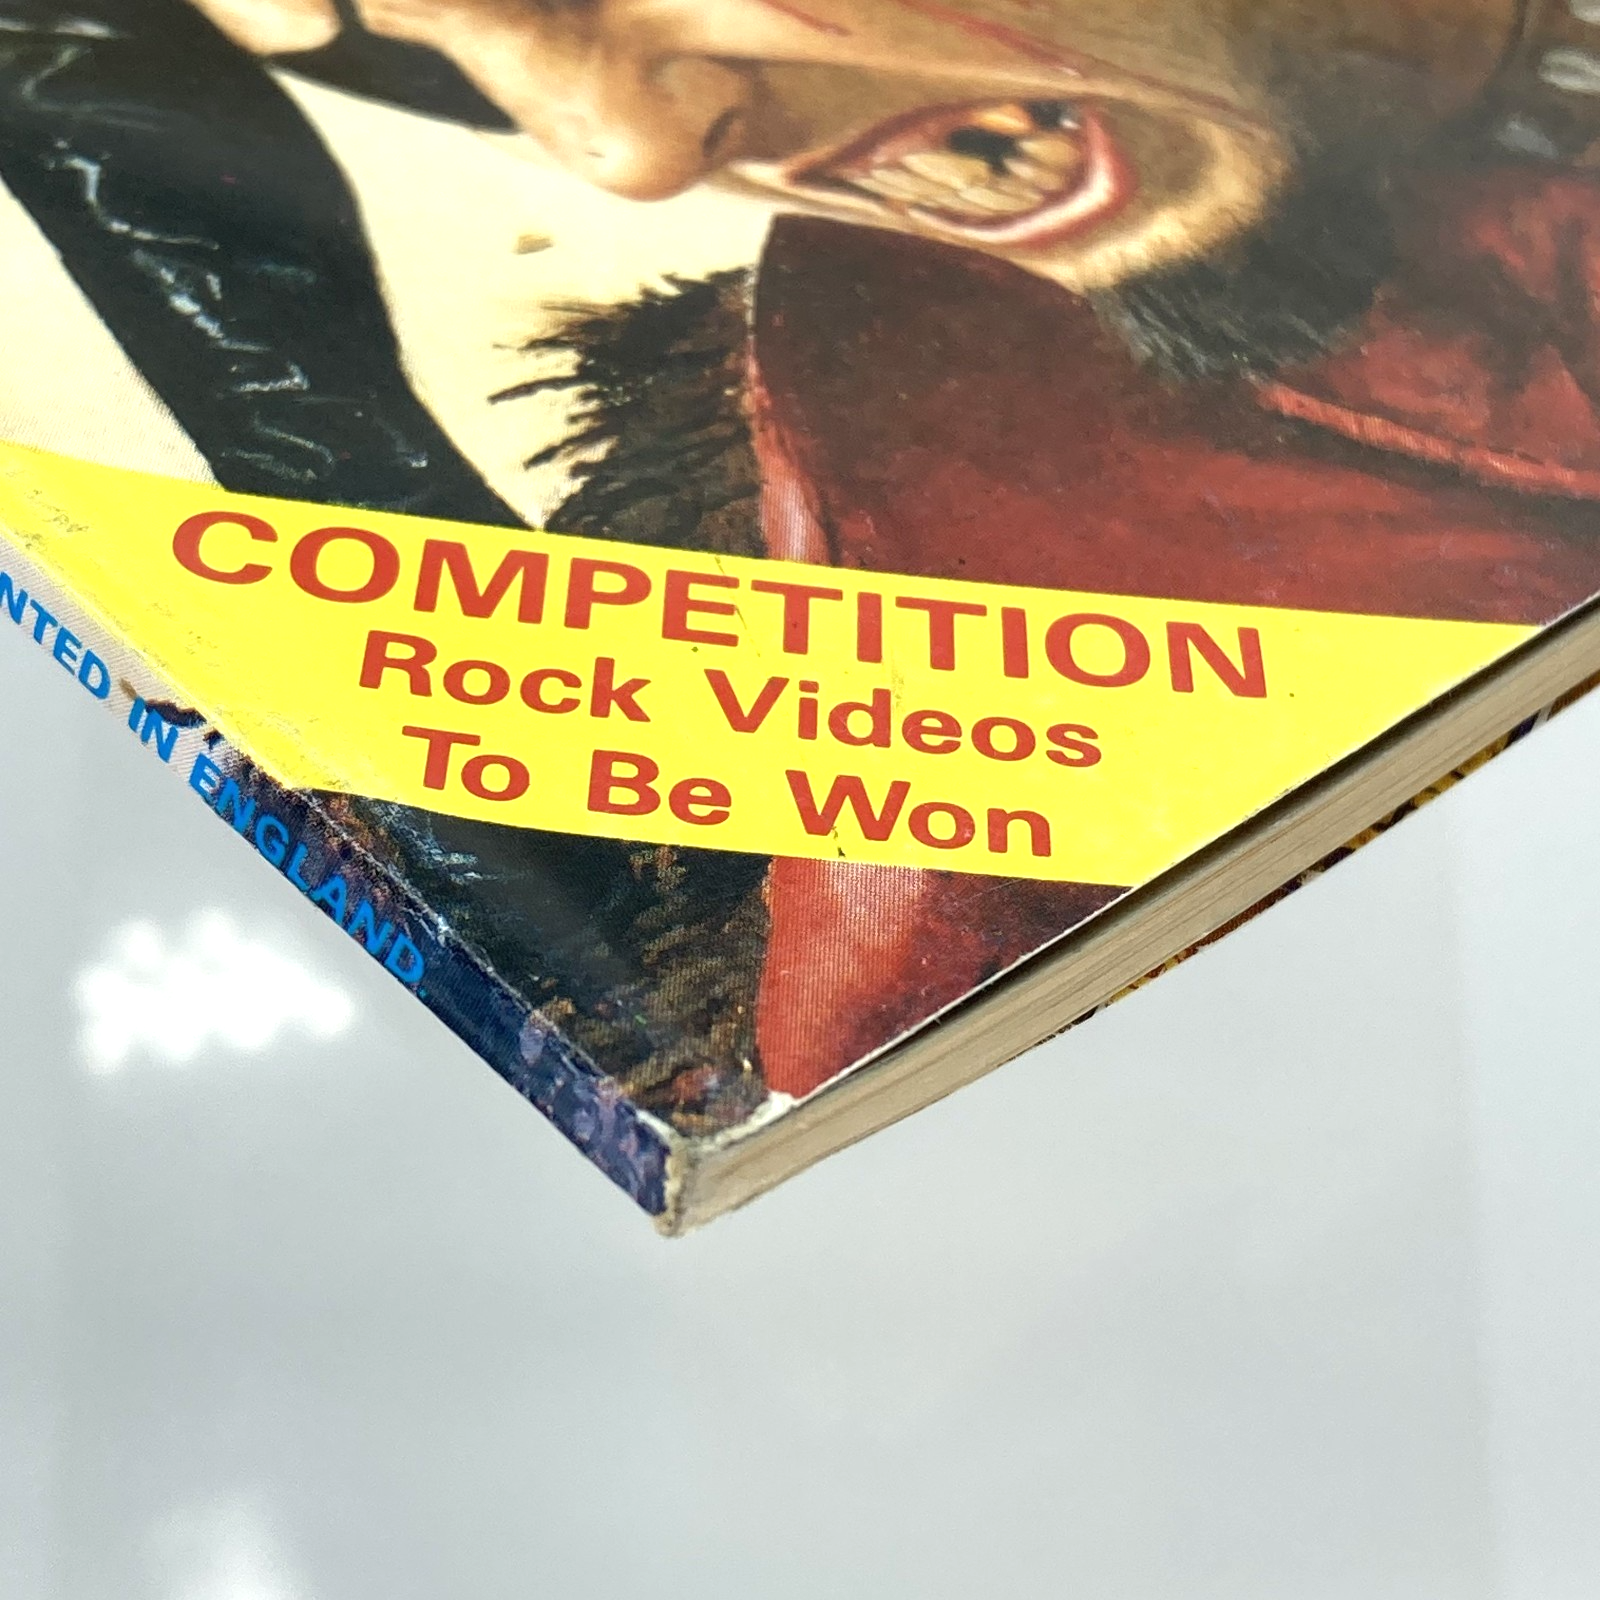 COMPETITION
Rock Videos
To Be Won
NTED IN ENGLAND.